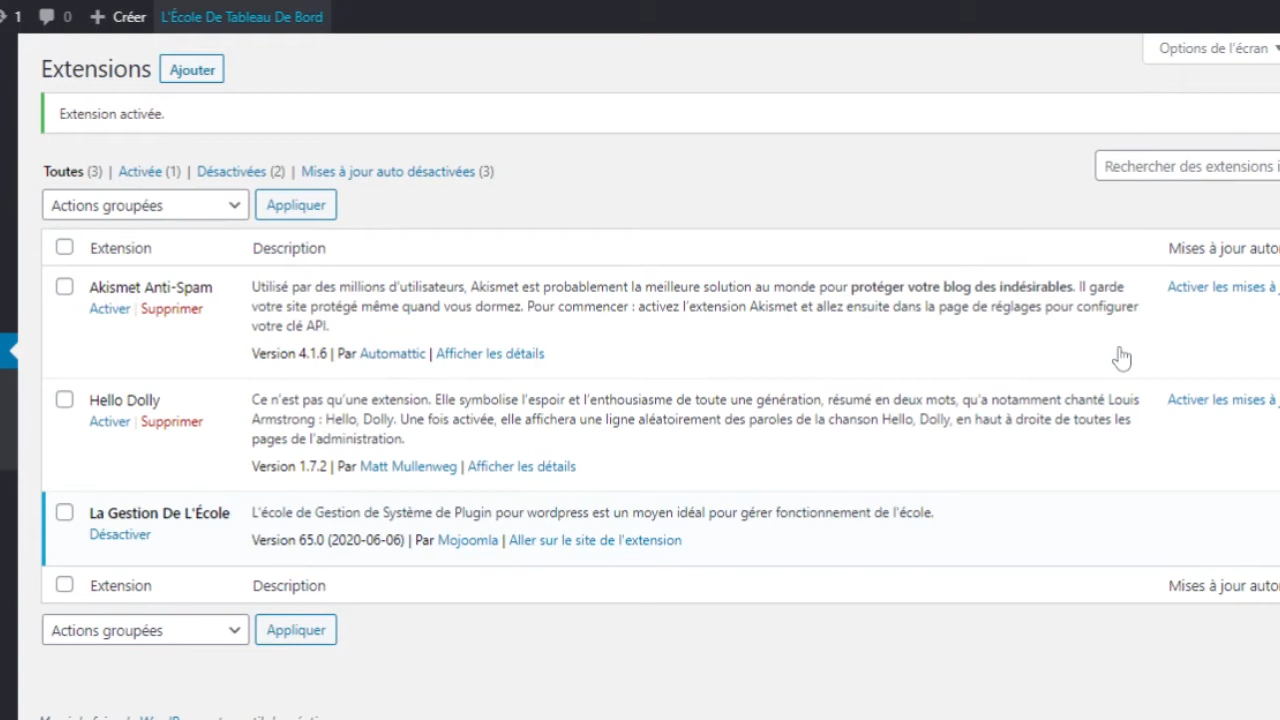 1 0 + Créer L'École De Tableau De Bord
Options de l'écran
Extensions Ajouter
Extension activée.
Toutes (3) | Activée (1) | Désactivées (2) | Mises à jour auto désactivées (3)
Rechercher des extensions i
Actions groupées Appliquer
Extension Description Mises à jour auto
Akismet Anti-Spam Utilisé par des millions d'utilisateurs, Akismet est probablement la meilleure solution au monde pour protéger votre blog des indésirables. Il garde Activer les mises à
Activer | Supprimer votre site protégé même quand vous dormez. Pour commencer : activez l'extension Akismet et allez ensuite dans la page de réglages pour configurer
votre clé API.
Version 4.1.6 | Par Automattic | Afficher les détails
Hello Dolly Ce n'est pas qu'une extension. Elle symbolise l'espoir et l'enthousiasme de toute une génération, résumé en deux mots, qu'a notamment chanté Louis Activer les mises à
Activer | Supprimer Armstrong : Hello, Dolly. Une fois activée, elle affichera une ligne aléatoirement des paroles de la chanson Hello, Dolly, en haut à droite de toutes les
pages de l'administration.
Version 1.7.2 | Par Matt Mullenweg | Afficher les détails
La Gestion De L'École L'école de Gestion de Système de Plugin pour wordpress est un moyen idéal pour gérer fonctionnement de l'école.
Désactiver Version 65.0 (2020-06-06) | Par Mojoomla | Aller sur le site de l'extension
Extension Description Mises à jour auto
Actions groupées Appliquer